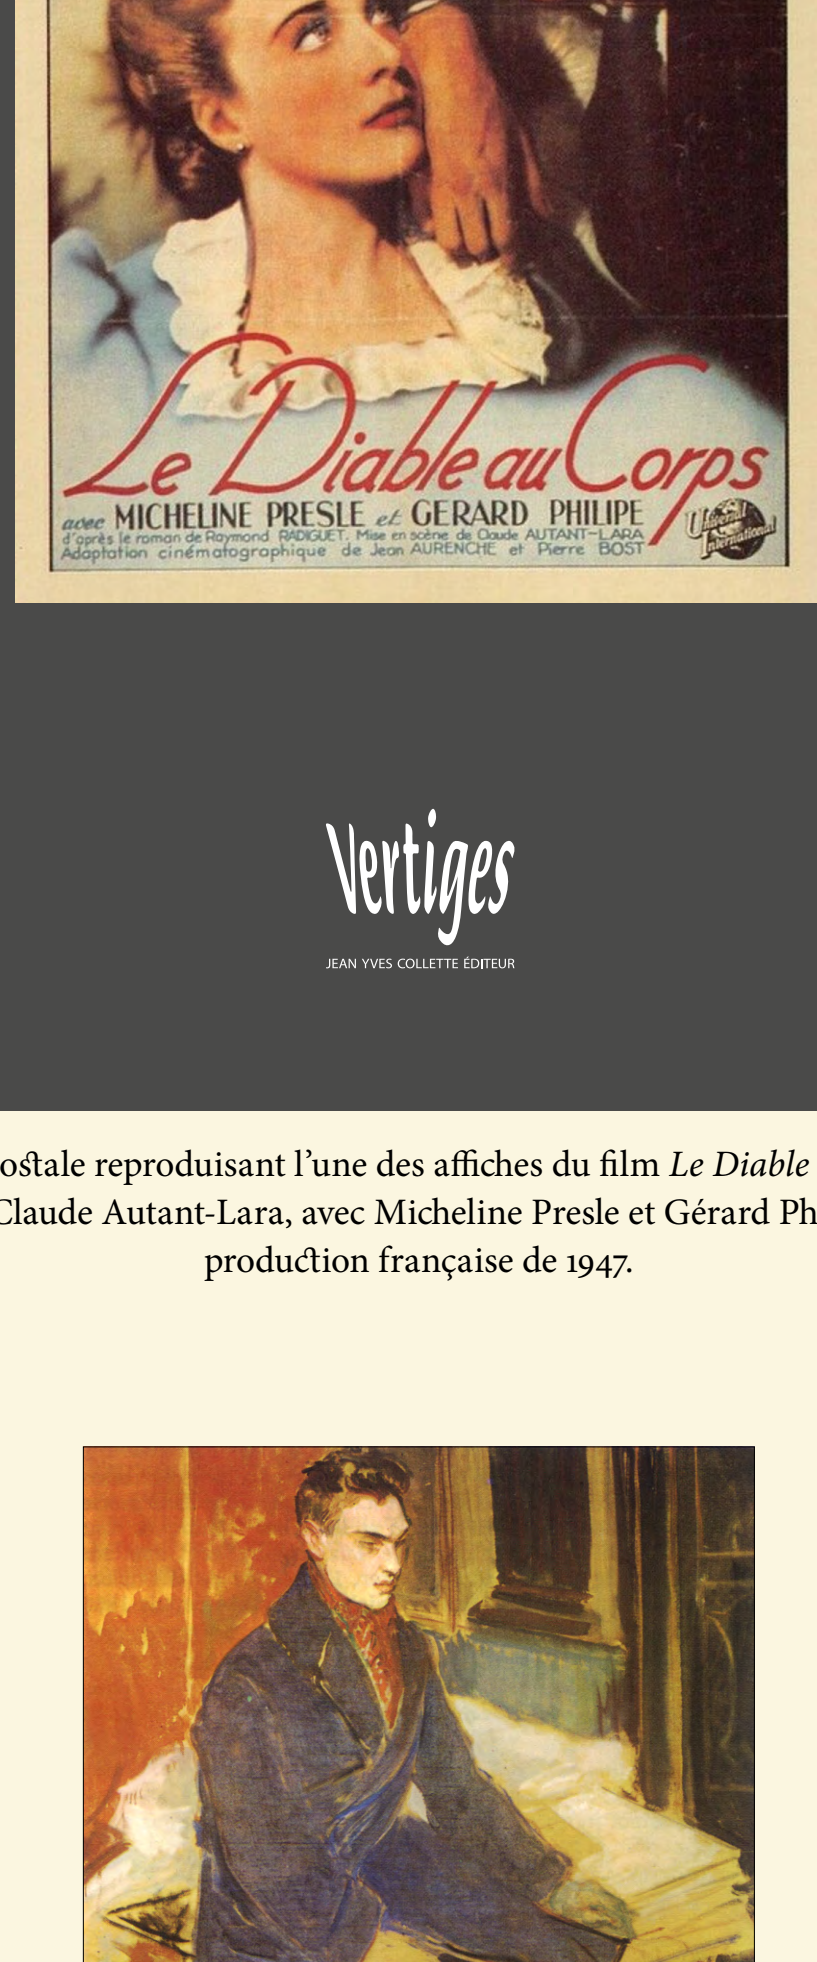 Le Diable au Corps
avec MICHELINE PRESLE et GERARD PHILIPE
d'après le roman de Raymond RADIGUET. Mise en scène de Claude AUTANT-LARA
Adaptation cinématographique de Jean AURENCHE et Pierre BOST
Universal International
Vertiges
JEAN YVES COLLETTE ÉDITEUR
ostale reproduisant l’une des affiches du film Le Diable
Claude Autant-Lara, avec Micheline Presle et Gérard Ph
production française de 1947.